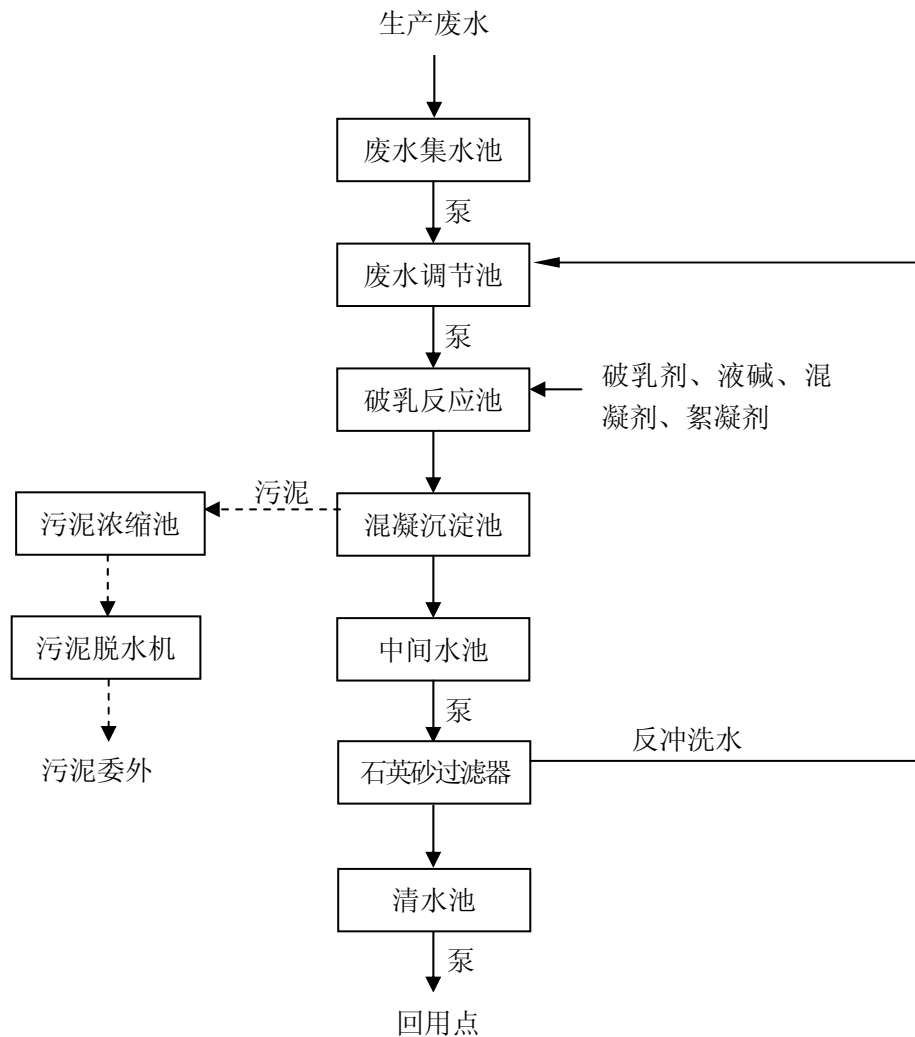 生产废水
废水集水池
泵
废水调节池
泵
破乳反应池
破乳剂、液碱、混
凝剂、絮凝剂
污泥
污泥浓缩池
混凝沉淀池
污泥脱水机
中间水池
泵
反冲洗水
污泥委外
石英砂过滤器
清水池
泵
回用点